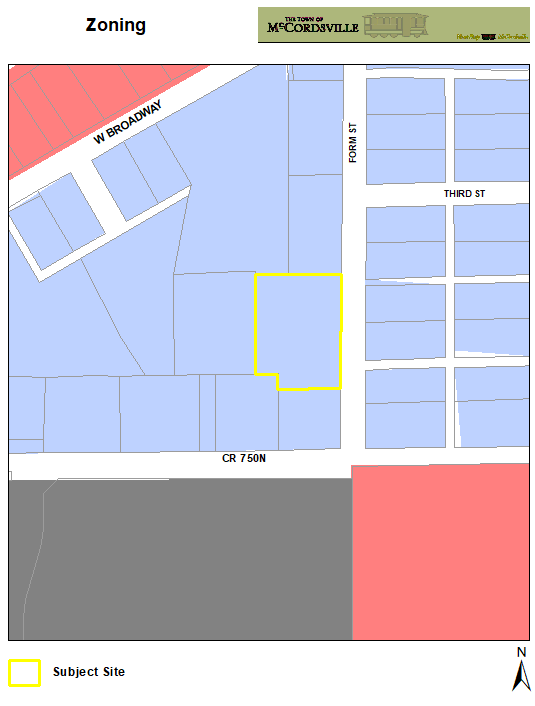 Zoning
THE TOWN OF
McCORDSVILLE
W BROADWAY
FORM ST
THIRD ST
CR 750N
N
Subject Site